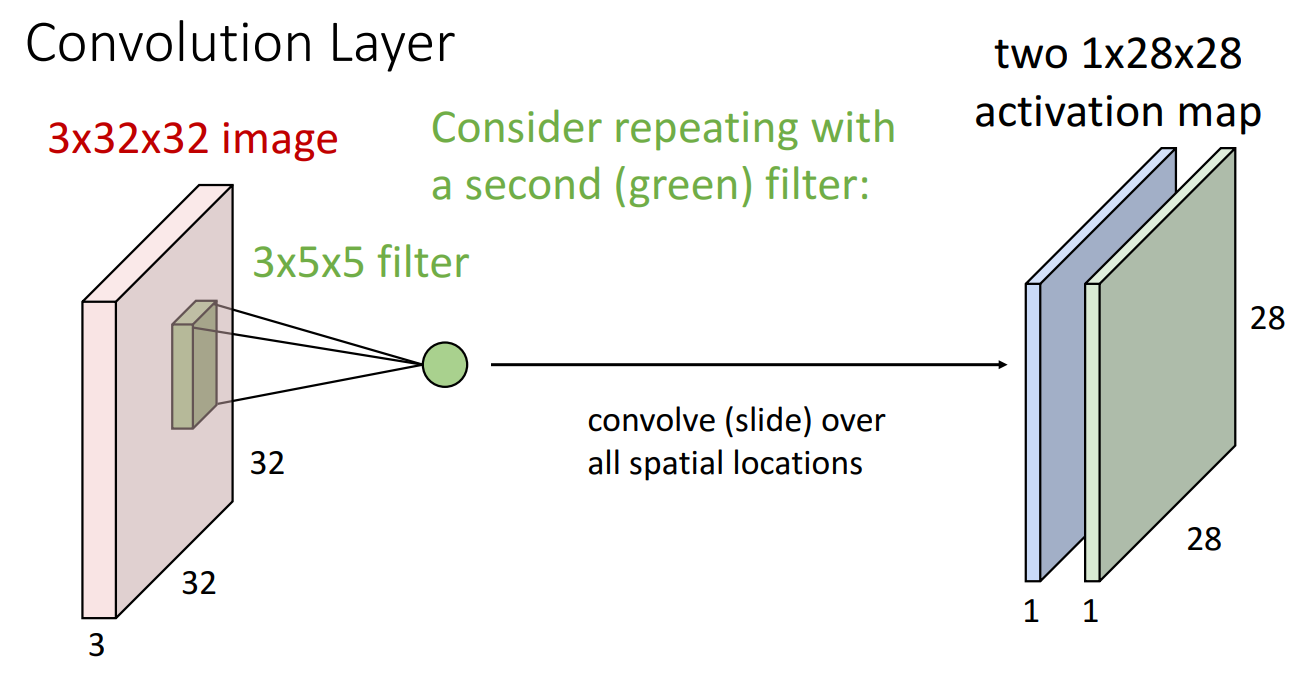 Convolution Layer
3x32x32 image
3x5x5 filter
Consider repeating with
a second (green) filter:
two 1x28x28
activation map
convolve (slide) over
all spatial locations
32
32
3
28
28
1
1